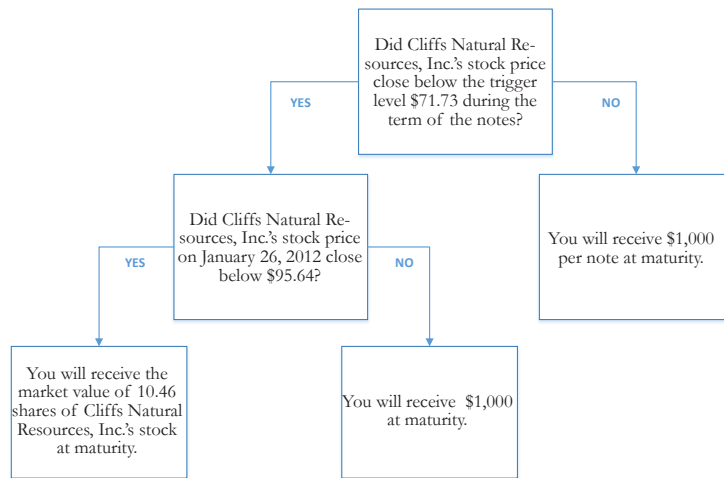 Did Cliffs Natural Re-
sources, Inc.'s stock price
close below the trigger
level $71.73 during the
term of the notes?
YES
NO
Did Cliffs Natural Re-
sources, Inc.'s stock price
on January 26, 2012 close
below $95.64?
You will receive $1,000
per note at maturity.
YES
NO
You will receive the
market value of 10.46
shares of Cliffs Natural
Resources, Inc.'s stock
at maturity.
You will receive $1,000
at maturity.